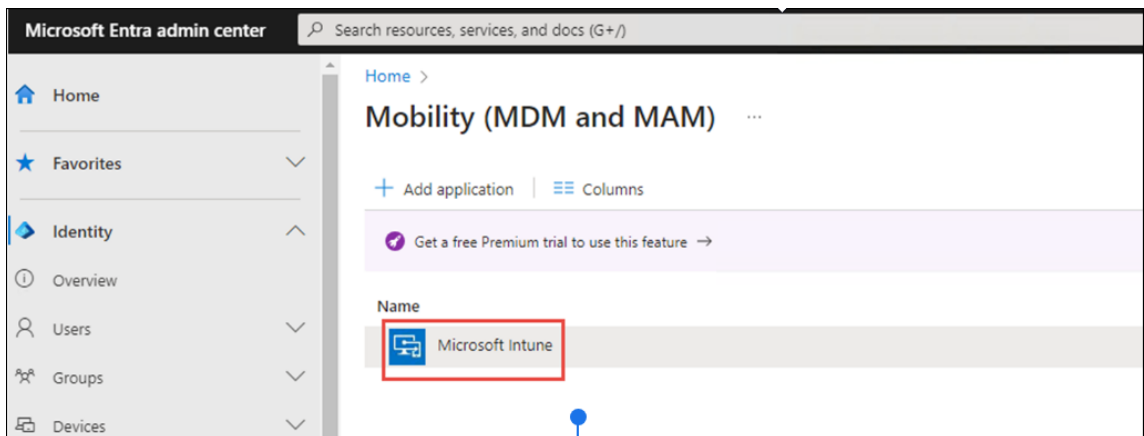 Microsoft Entra admin center
Search resources, services, and docs (G+/)
Home
Favorites
Identity
Overview
Users
Groups
Devices
Home >
Mobility (MDM and MAM) ...
+ Add application
Columns
Get a free Premium trial to use this feature →
Name
Microsoft Intune